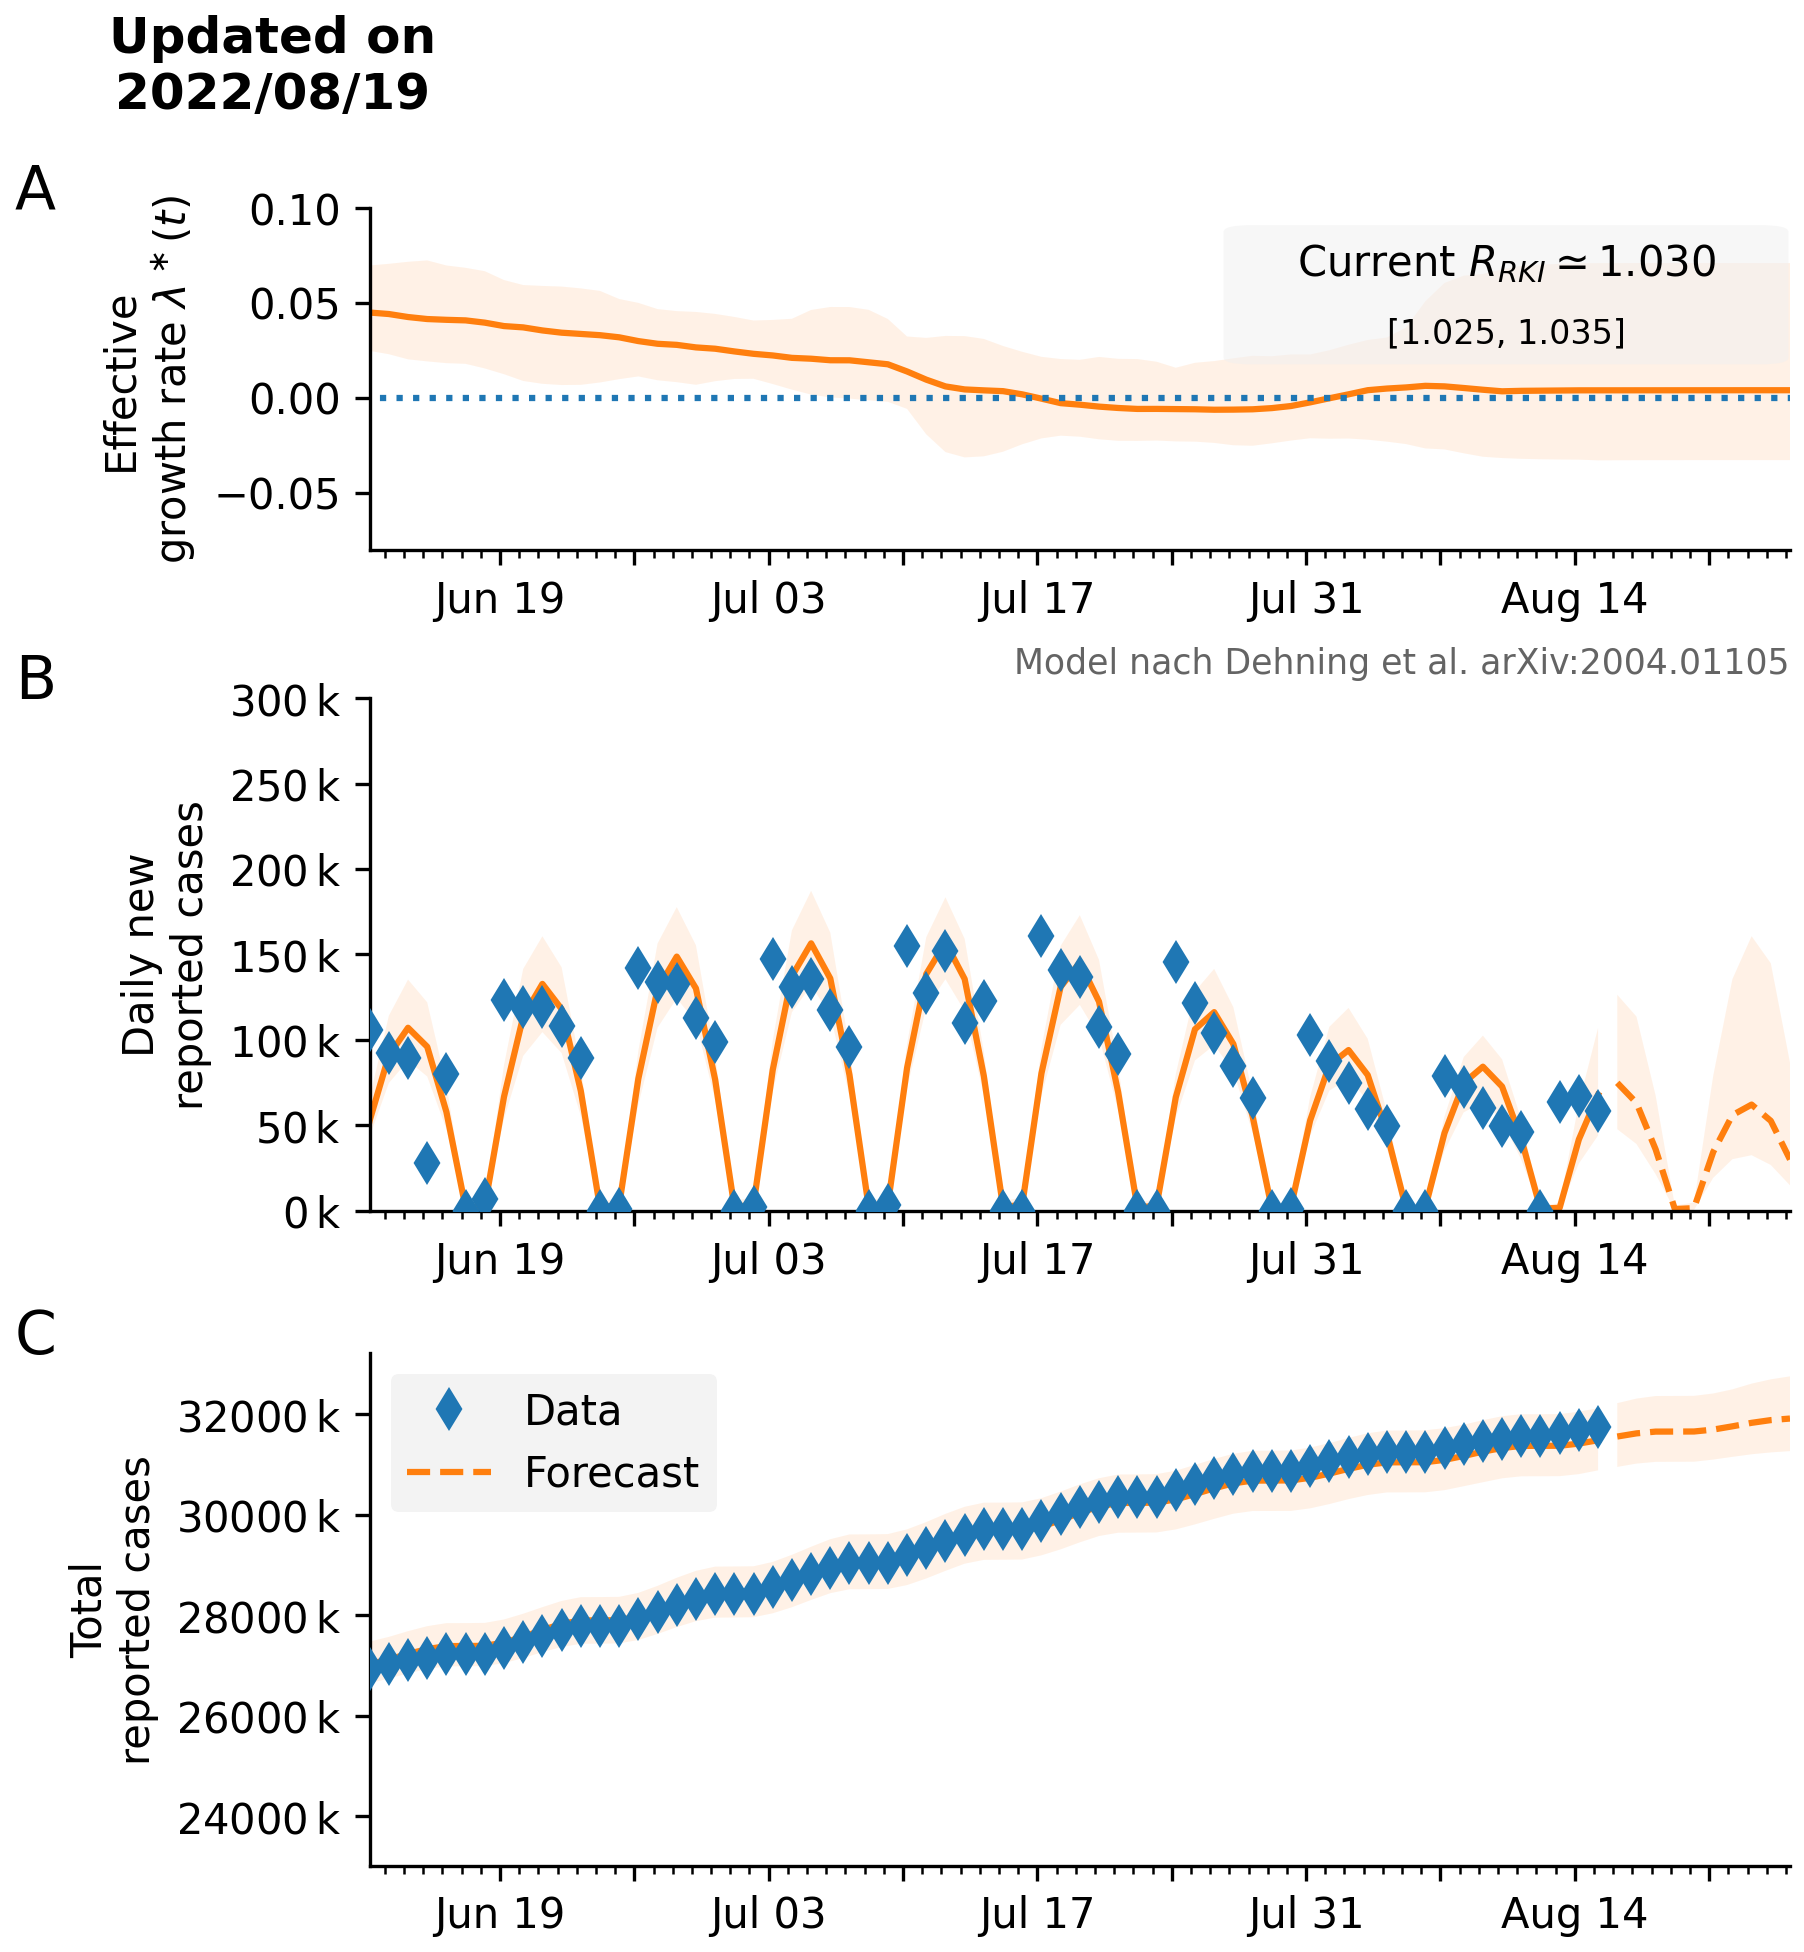 Updated on
2022/08/19
A
Effective
growth rate λ * (t)
0.10
0.05
0.00
−0.05
Current R_RKI ≃ 1.030
[1.025, 1.035]
Jun 19
Jul 03
Jul 17
Jul 31
Aug 14
Model nach Dehning et al. arXiv:2004.01105
B
Daily new
reported cases
300 k
250 k
200 k
150 k
100 k
50 k
0 k
Jun 19
Jul 03
Jul 17
Jul 31
Aug 14
C
Total
reported cases
32000 k
30000 k
28000 k
26000 k
24000 k
Data
Forecast
Jun 19
Jul 03
Jul 17
Jul 31
Aug 14